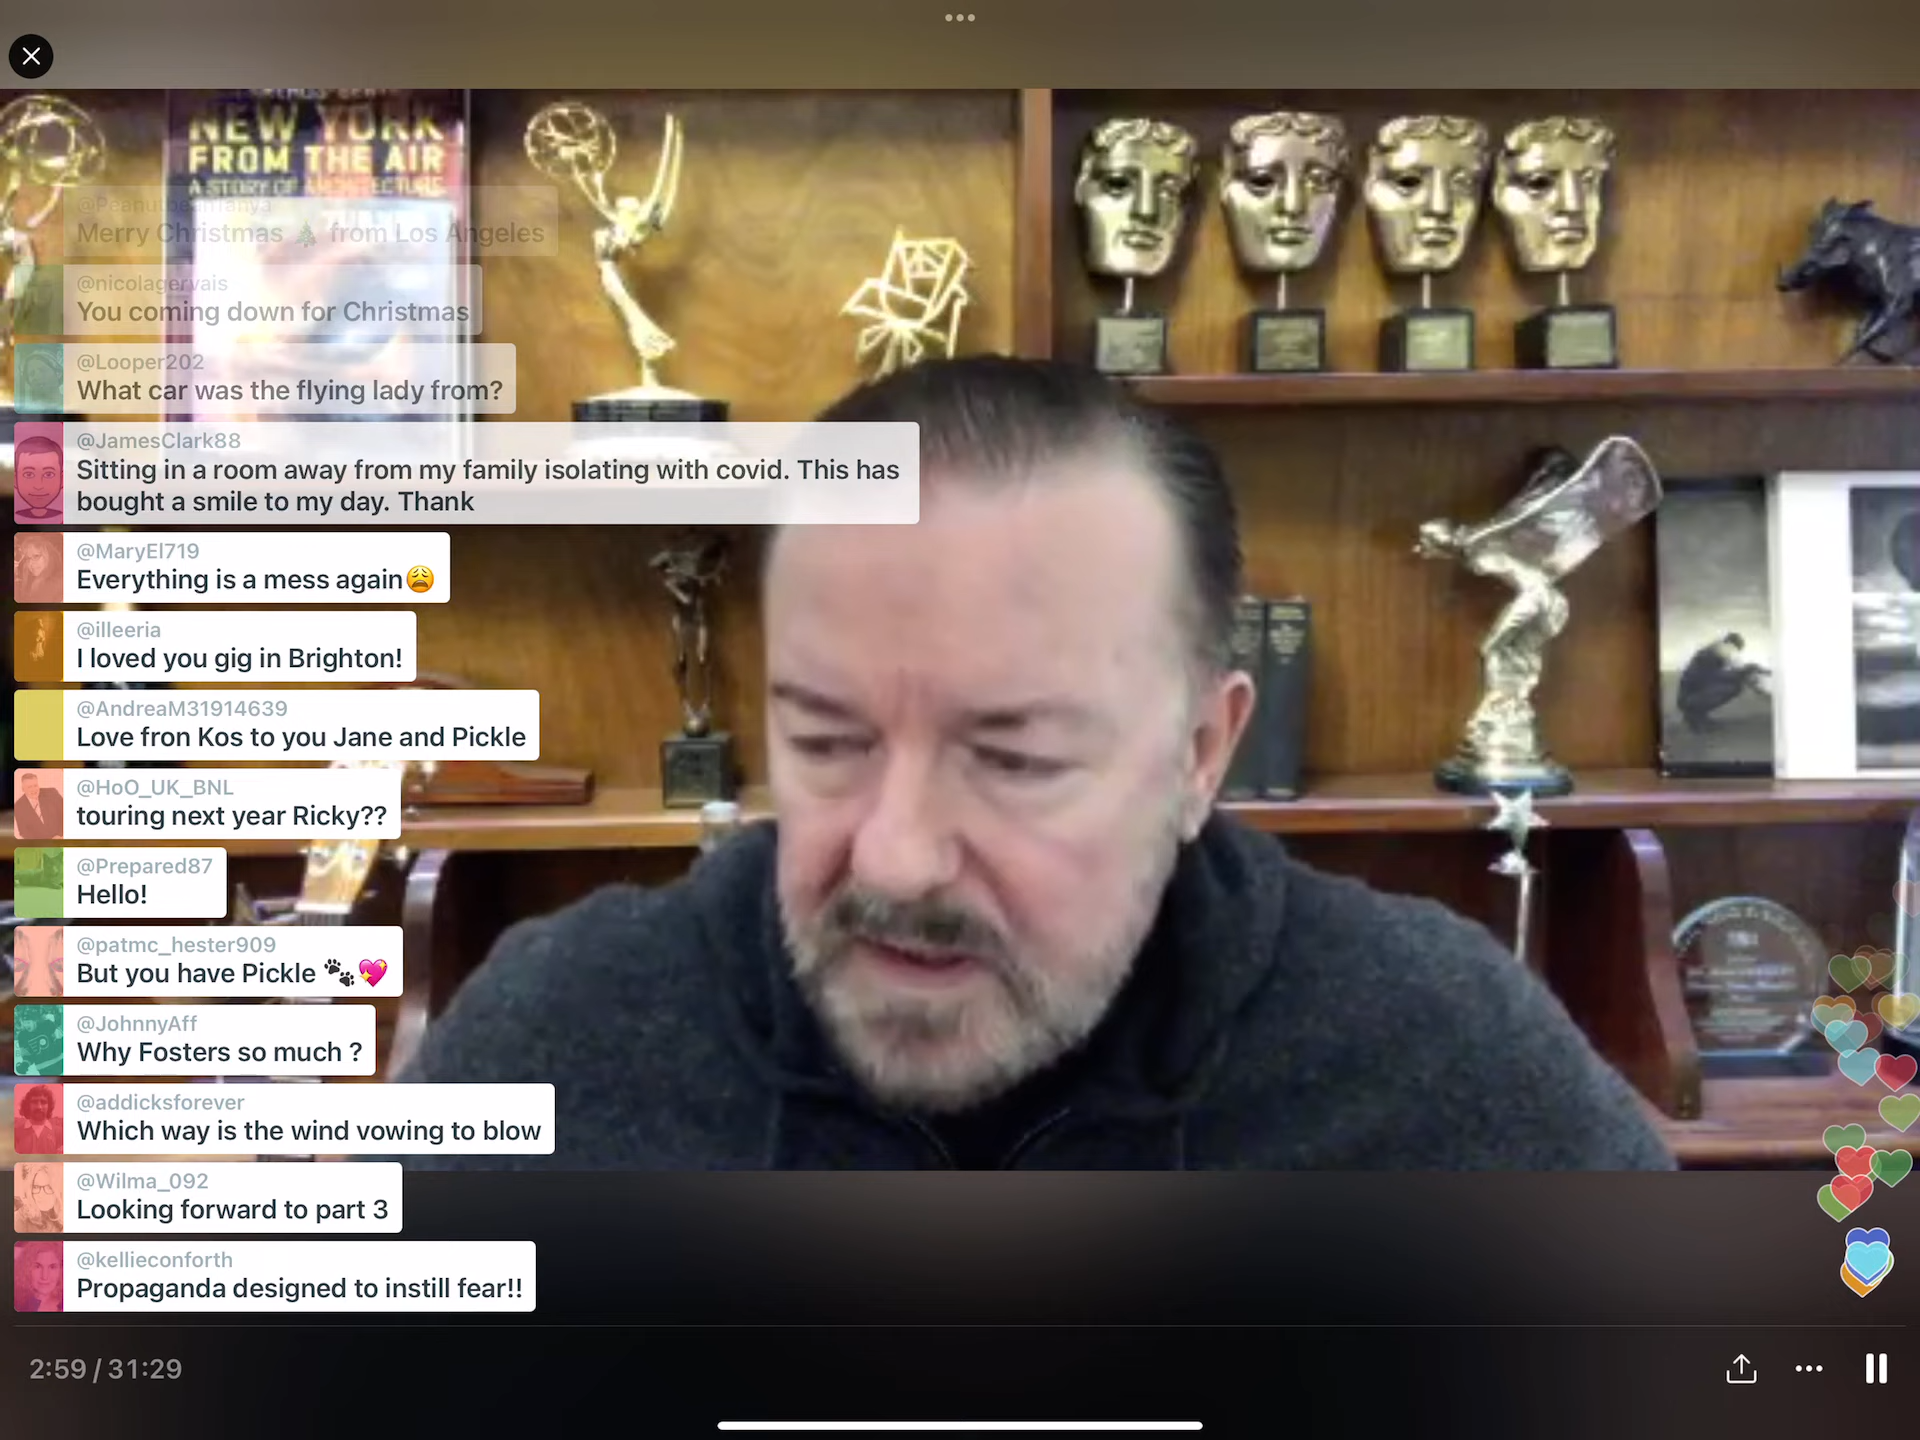 NEW YORK
FROM THE AIR
A STORY OF ARCHITECTURE
@PeanutbearTanya
Merry Christmas 🎄 from Los Angeles
@nicolagervais
You coming down for Christmas
@Looper202
What car was the flying lady from?
@JamesClark88
Sitting in a room away from my family isolating with covid. This has
bought a smile to my day. Thank
@MaryEl719
Everything is a mess again😩
@illeeria
I loved you gig in Brighton!
@AndreaM31914639
Love fron Kos to you Jane and Pickle
@HoO_UK_BNL
touring next year Ricky??
@Prepared87
Hello!
@patmc_hester909
But you have Pickle 🐾💖
@JohnnyAff
Why Fosters so much ?
@addicksforever
Which way is the wind vowing to blow
@Wilma_092
Looking forward to part 3
@kellieconforth
Propaganda designed to instill fear!!
2:59 / 31:29